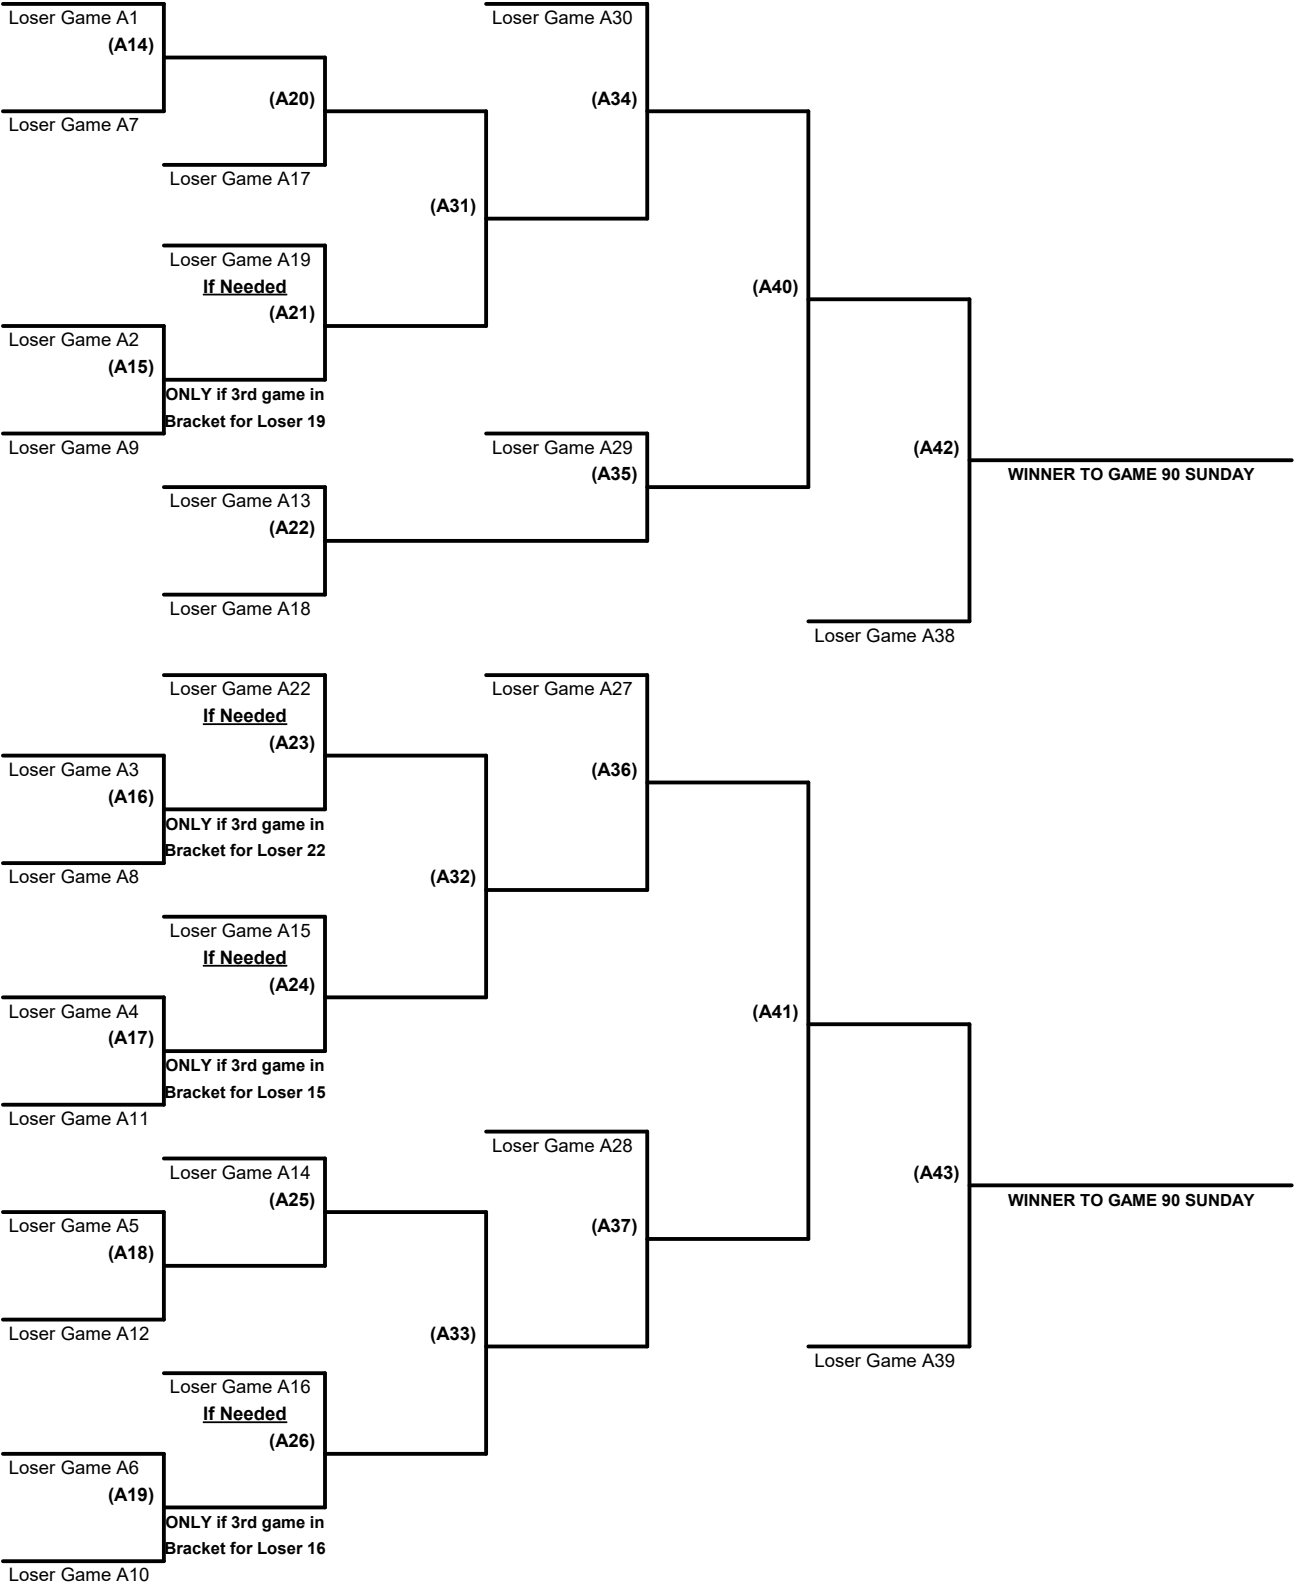 Loser Game A1
Loser Game A30
(A14)
(A20)
(A34)
Loser Game A7
Loser Game A17
(A31)
Loser Game A19
If Needed
(A40)
(A21)
Loser Game A2
(A15)
ONLY if 3rd game in
Bracket for Loser 19
Loser Game A9
Loser Game A29
(A42)
(A35)
WINNER TO GAME 90 SUNDAY
Loser Game A13
(A22)
Loser Game A18
Loser Game A38
Loser Game A22
Loser Game A27
If Needed
(A23)
Loser Game A3
(A36)
(A16)
ONLY if 3rd game in
Bracket for Loser 22
Loser Game A8
(A32)
Loser Game A15
If Needed
(A24)
Loser Game A4
(A41)
(A17)
ONLY if 3rd game in
Bracket for Loser 15
Loser Game A11
Loser Game A28
Loser Game A14
(A43)
(A25)
WINNER TO GAME 90 SUNDAY
Loser Game A5
(A37)
(A18)
Loser Game A12
(A33)
Loser Game A39
Loser Game A16
If Needed
(A26)
Loser Game A6
(A19)
ONLY if 3rd game in
Bracket for Loser 16
Loser Game A10